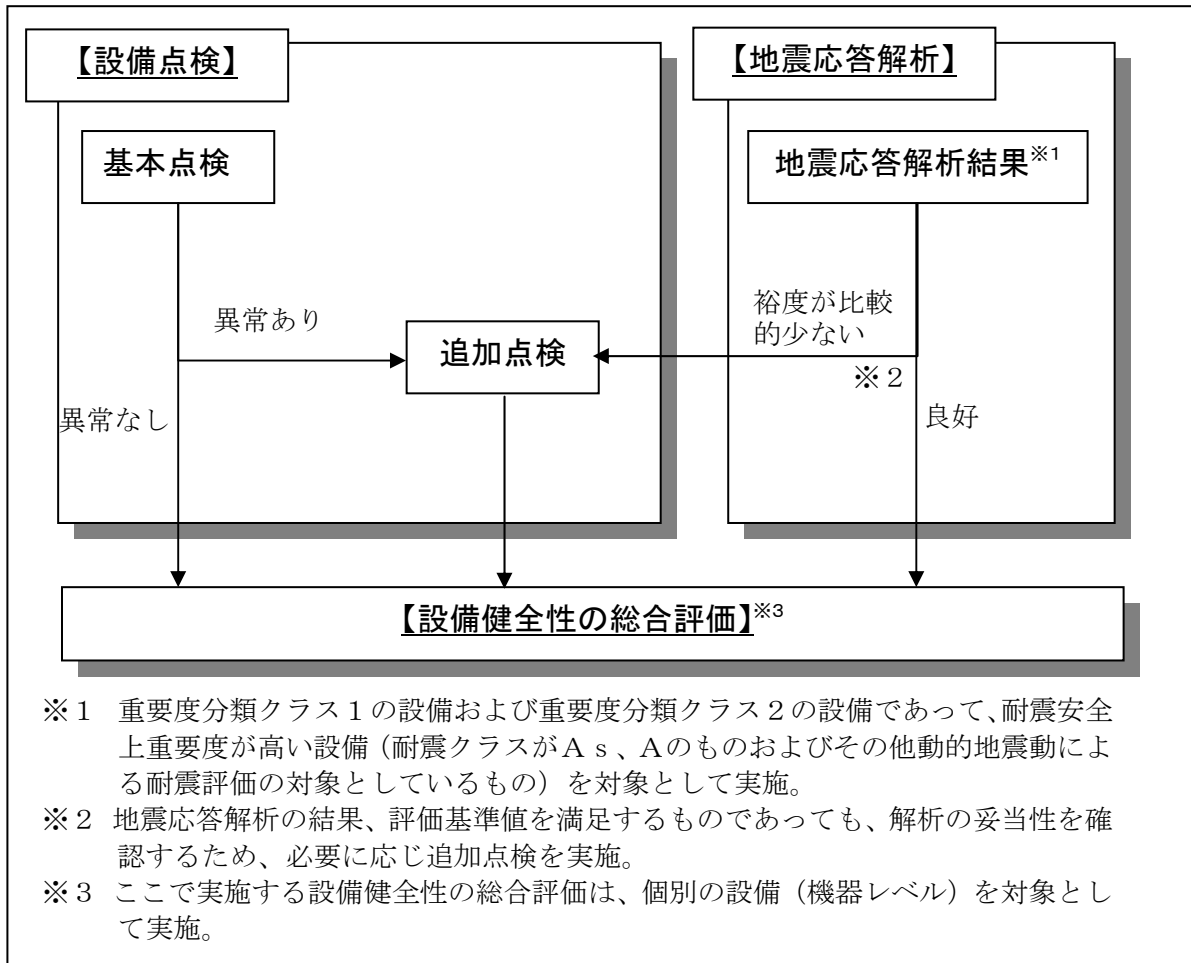 【設備点検】
【地震応答解析】
基本点検
地震応答解析結果※1
異常あり
追加点検
裕度が比較
的少ない
※2
異常なし
良好
【設備健全性の総合評価】※3
※1 重要度分類クラス1の設備および重要度分類クラス2の設備であって、耐震安全
上重要度が高い設備(耐震クラスがAs、Aのものおよびその他動的地震動によ
る耐震評価の対象としているもの)を対象として実施。
※2 地震応答解析の結果、評価基準値を満足するものであっても、解析の妥当性を確
認するため、必要に応じ追加点検を実施。
※3 ここで実施する設備健全性の総合評価は、個別の設備(機器レベル)を対象とし
て実施。